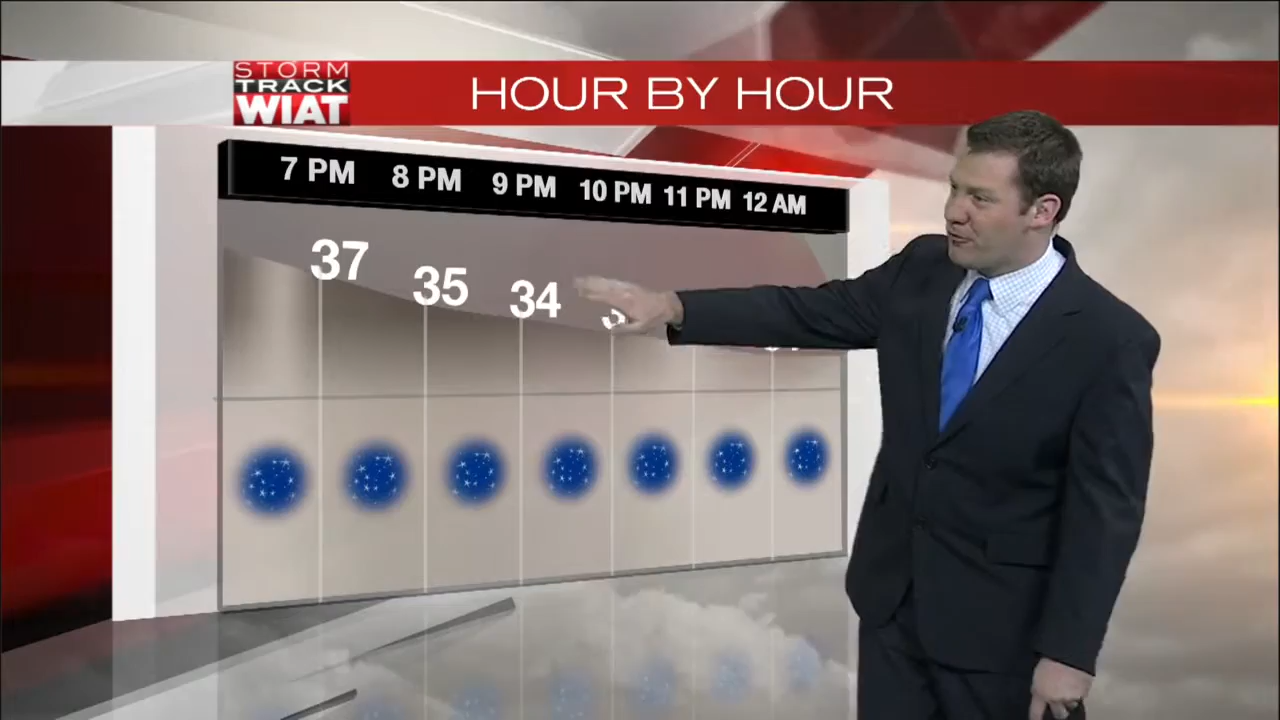 STORM
TRACK
WIAT
HOUR BY HOUR
7 PM 8 PM 9 PM 10 PM 11 PM 12 AM
37 35 34